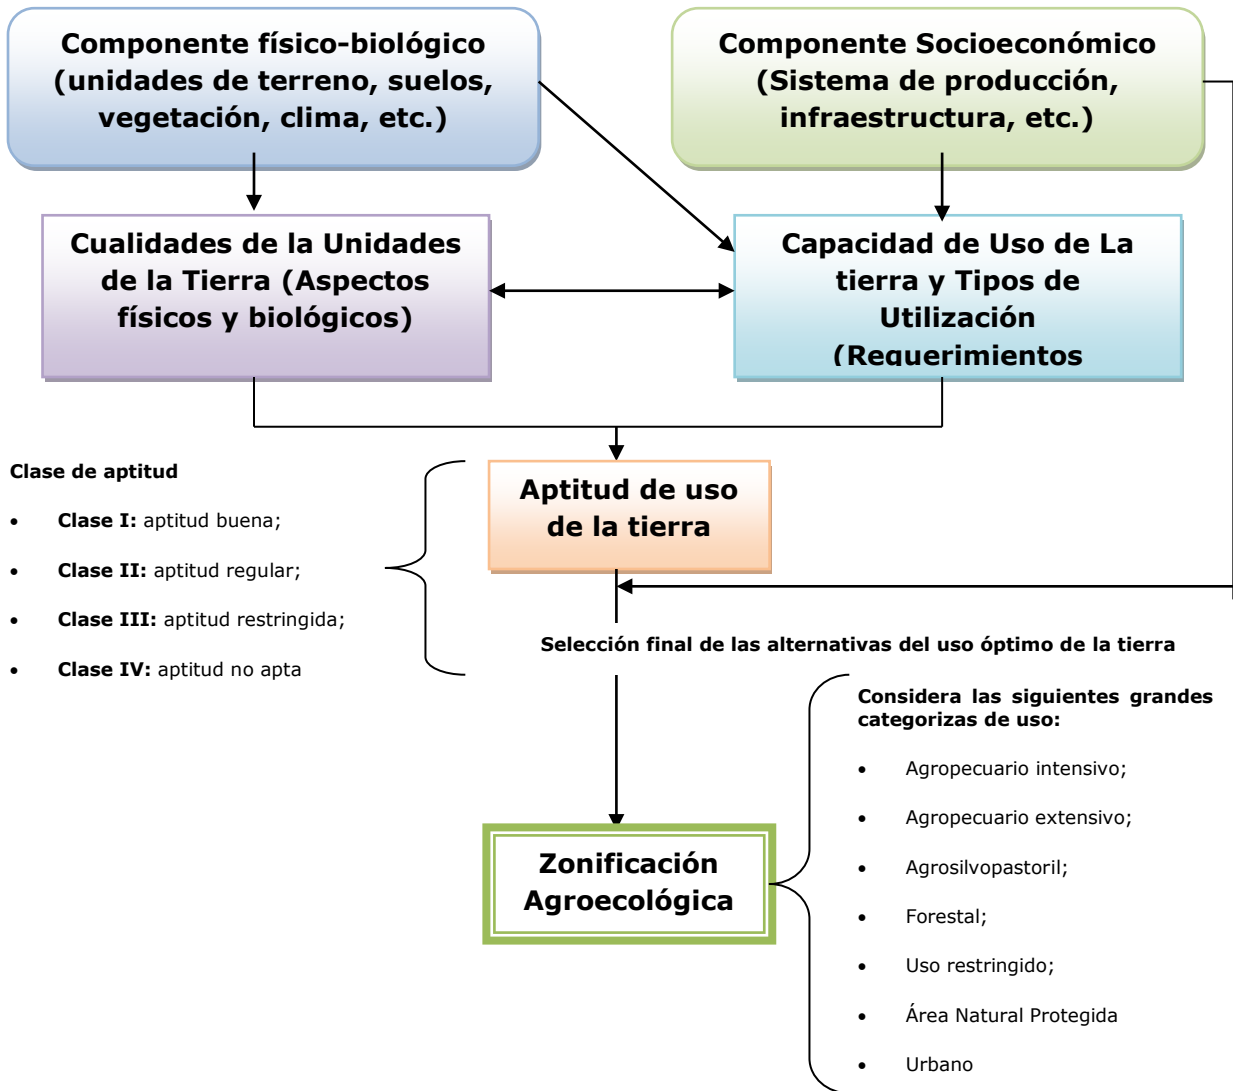 Componente físico-biológico
(unidades de terreno, suelos,
vegetación, clima, etc.)
Componente Socioeconómico
(Sistema de producción,
infraestructura, etc.)
Cualidades de la Unidades
de la Tierra (Aspectos
físicos y biológicos)
Capacidad de Uso de La
tierra y Tipos de
Utilización
(Requerimientos
Clase de aptitud
• Clase I: aptitud buena;
• Clase II: aptitud regular;
• Clase III: aptitud restringida;
• Clase IV: aptitud no apta
Aptitud de uso
de la tierra
Selección final de las alternativas del uso óptimo de la tierra
Zonificación
Agroecológica
Considera las siguientes grandes
categorizas de uso:
• Agropecuario intensivo;
• Agropecuario extensivo;
• Agrosilvopastoril;
• Forestal;
• Uso restringido;
• Área Natural Protegida
• Urbano